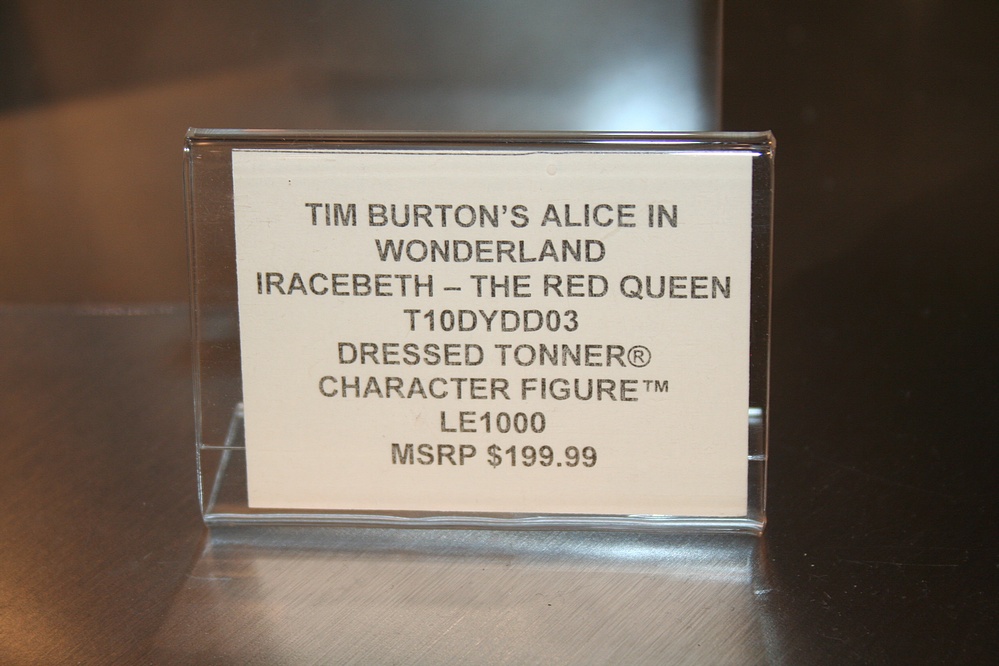 TIM BURTON'S ALICE IN
WONDERLAND
IRACEBETH – THE RED QUEEN
T10DYDD03
DRESSED TONNER®
CHARACTER FIGURE™
LE1000
MSRP $199.99